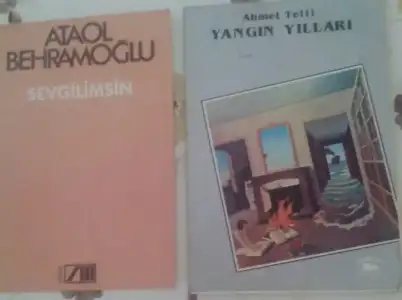 ATAOL
BEHRAMOĞLU
SEVGİLİMSİN
Ahmet Telli
YANGIN YILLARI